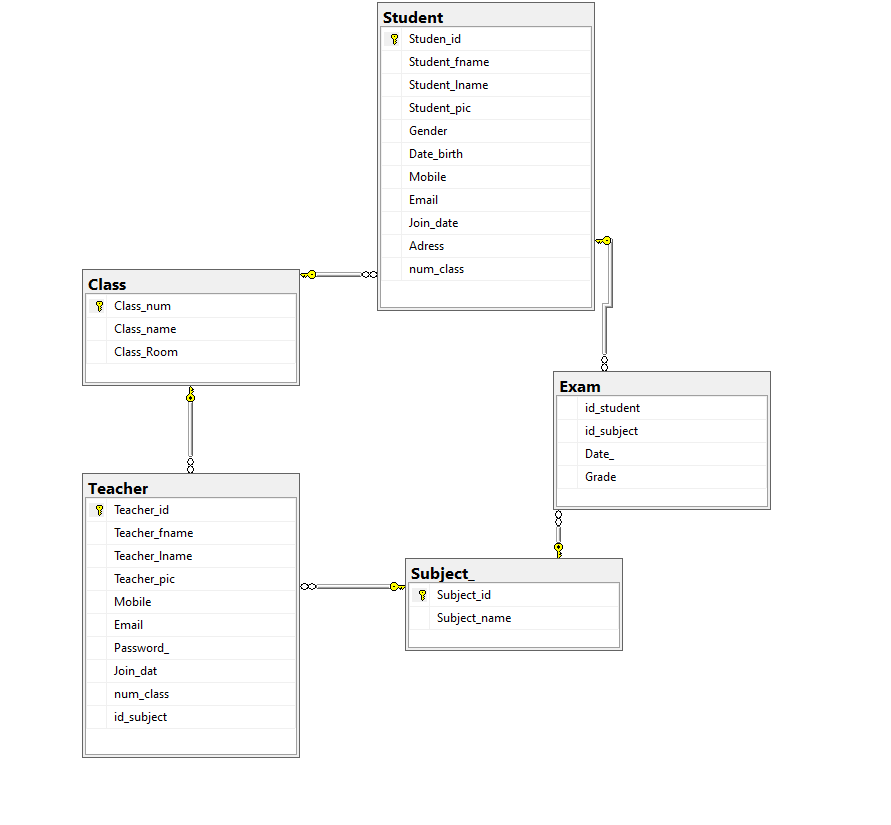 Student
Studen_id
Student_fname
Student_lname
Student_pic
Gender
Date_birth
Mobile
Email
Join_date
Adress
num_class
Class
Class_num
Class_name
Class_Room
Exam
id_student
id_subject
Date_
Grade
Teacher
Teacher_id
Teacher_fname
Teacher_lname
Teacher_pic
Mobile
Email
Password_
Join_dat
num_class
id_subject
Subject_
Subject_id
Subject_name